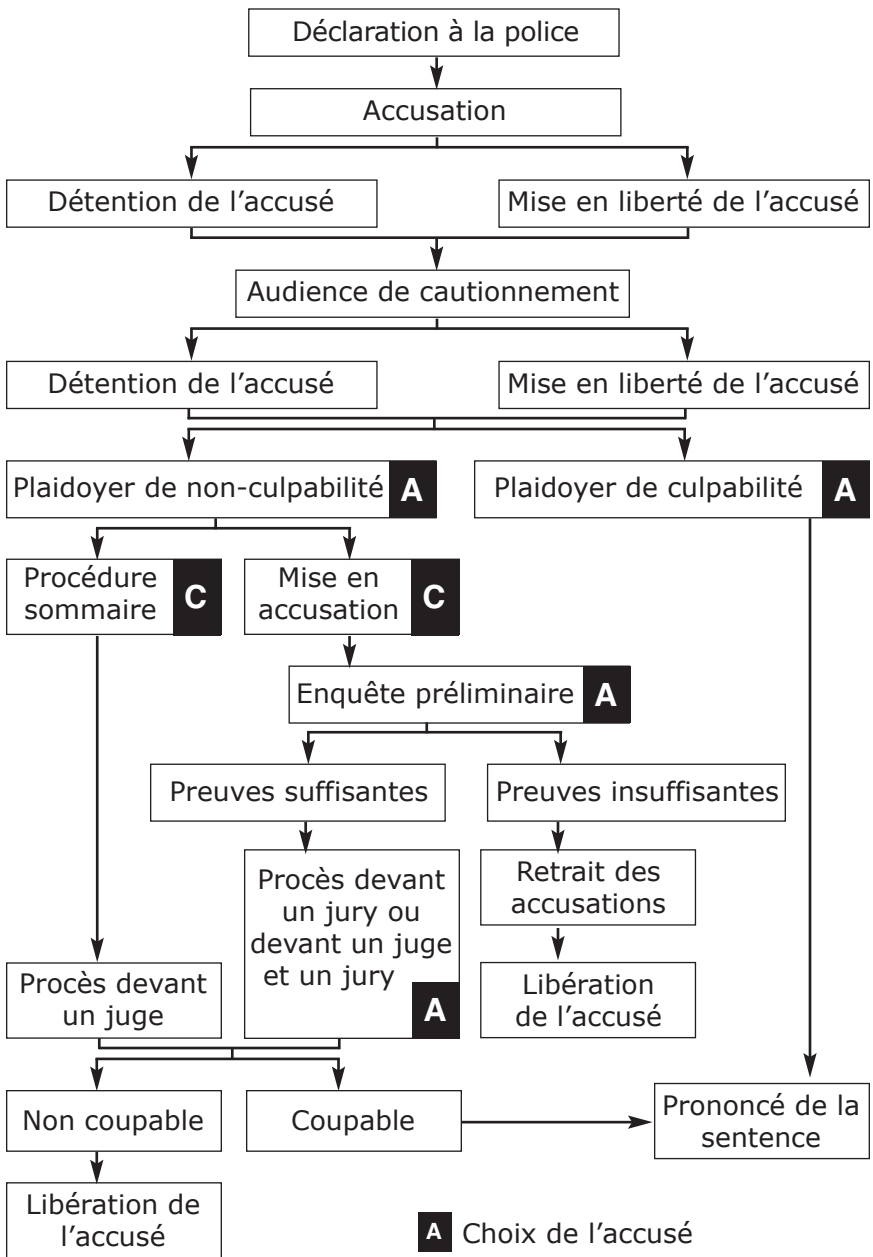 Déclaration à la police
Accusation
Détention de l’accusé
Mise en liberté de l’accusé
Audience de cautionnement
Détention de l’accusé
Mise en liberté de l’accusé
Plaidoyer de non-culpabilité A
Plaidoyer de culpabilité A
Procédure
sommaire C
Mise en
accusation C
Enquête préliminaire A
Preuves suffisantes
Preuves insuffisantes
Procès devant
un jury ou
devant un juge
et un jury
A
Retrait des
accusations
Libération
de l’accusé
Procès devant
un juge
Non coupable
Coupable
Prononcé de la
sentence
Libération de
l’accusé
A Choix de l’accusé